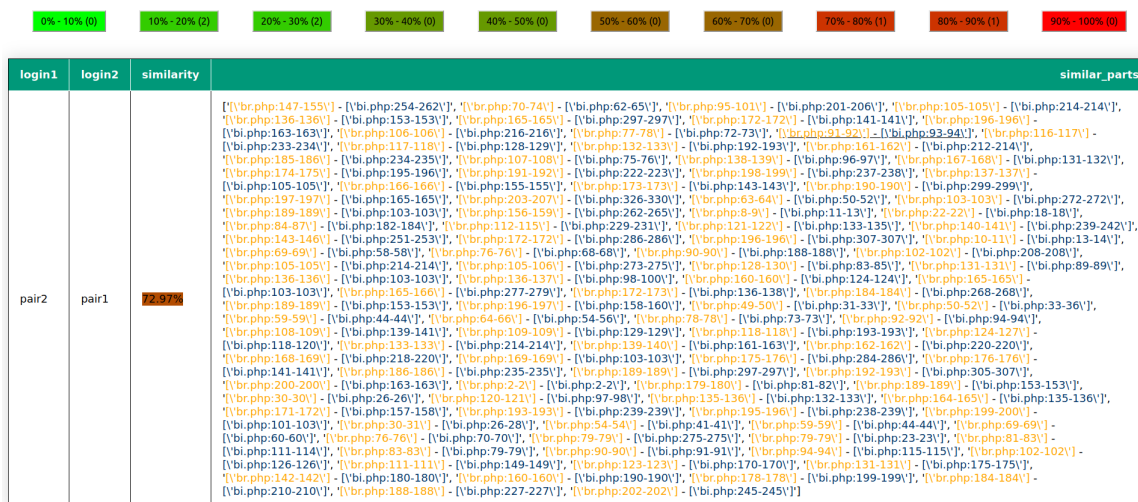 0% - 10% (0) 10% - 20% (2) 20% - 30% (2) 30% - 40% (0) 40% - 50% (0) 50% - 60% (0) 60% - 70% (0) 70% - 80% (1) 80% - 90% (1) 90% - 100% (0)
login1 login2 similarity similar_parts
['[\'br.php:147-155\'] - [\'bi.php:254-262\']', '[\'br.php:70-74\'] - [\'bi.php:62-65\']', '[\'br.php:95-101\'] - [\'bi.php:201-206\']', '[\'br.php:105-105\'] - [\'bi.php:214-214\']',
'[\'br.php:136-136\'] - [\'bi.php:153-153\']', '[\'br.php:165-165\'] - [\'bi.php:297-297\']', '[\'br.php:172-172\'] - [\'bi.php:141-141\']', '[\'br.php:196-196\'] -
[\'bi.php:163-163\']', '[\'br.php:106-106\'] - [\'bi.php:216-216\']', '[\'br.php:77-78\'] - [\'bi.php:72-73\']', '[\'br.php:91-92\'] - [\'bi.php:93-94\']', '[\'br.php:116-117\'] -
[\'bi.php:233-234\']', '[\'br.php:117-118\'] - [\'bi.php:128-129\']', '[\'br.php:132-133\'] - [\'bi.php:192-193\']', '[\'br.php:161-162\'] - [\'bi.php:212-214\'],
'[\'br.php:185-186\'] - [\'bi.php:234-235\']', '[\'br.php:107-108\'] - [\'bi.php:75-76\']', '[\'br.php:138-139\'] - [\'bi.php:96-97\']', '[\'br.php:167-168\'] - [\'bi.php:131-132\']',
'[\'br.php:174-175\'] - [\'bi.php:195-196\']', '[\'br.php:191-192\'] - [\'bi.php:222-223\']', '[\'br.php:198-199\'] - [\'bi.php:237-238\']', '[\'br.php:137-137\'] -
[\'bi.php:105-105\']', '[\'br.php:166-166\'] - [\'bi.php:155-155\']', '[\'br.php:173-173\'] - [\'bi.php:143-143\']', '[\'br.php:190-190\'] - [\'bi.php:299-299\']',
'[\'br.php:197-197\'] - [\'bi.php:165-165\']', '[\'br.php:203-207\'] - [\'bi.php:326-330\']', '[\'br.php:63-64\'] - [\'bi.php:50-52\']', '[\'br.php:103-103\'] - [\'bi.php:272-272\']',
'[\'br.php:189-189\'] - [\'bi.php:103-103\']', '[\'br.php:156-159\'] - [\'bi.php:262-265\']', '[\'br.php:8-9\'] - [\'bi.php:11-13\']', '[\'br.php:22-22\'] - [\'bi.php:18-18\']',
'[\'br.php:84-87\'] - [\'bi.php:182-184\']', '[\'br.php:112-115\'] - [\'bi.php:229-231\']', '[\'br.php:121-122\'] - [\'bi.php:133-135\']', '[\'br.php:140-141\'] - [\'bi.php:239-242\']',
'[\'br.php:143-146\'] - [\'bi.php:251-253\']', '[\'br.php:172-172\'] - [\'bi.php:286-286\']', '[\'br.php:196-196\'] - [\'bi.php:307-307\']', '[\'br.php:10-11\'] - [\'bi.php:13-14\']',
'[\'br.php:69-69\'] - [\'bi.php:58-58\']', '[\'br.php:76-76\'] - [\'bi.php:68-68\']', '[\'br.php:90-90\'] - [\'bi.php:188-188\']', '[\'br.php:102-102\'] - [\'bi.php:208-208\']',
'[\'br.php:105-105\'] - [\'bi.php:214-214\']', '[\'br.php:105-106\'] - [\'bi.php:273-275\']', '[\'br.php:128-130\'] - [\'bi.php:83-85\']', '[\'br.php:131-131\'] - [\'bi.php:89-89\']',
'[\'br.php:136-136\'] - [\'bi.php:103-103\']', '[\'br.php:136-137\'] - [\'bi.php:98-100\']', '[\'br.php:160-160\'] - [\'bi.php:124-124\']', '[\'br.php:165-165\'] -
[\'bi.php:103-103\']', '[\'br.php:165-166\'] - [\'bi.php:277-279\']', '[\'br.php:172-173\'] - [\'bi.php:136-138\']', '[\'br.php:184-184\'] - [\'bi.php:268-268\']',
pair2 pair1 72.97% '[\'br.php:189-189\'] - [\'bi.php:153-153\']', '[\'br.php:196-197\'] - [\'bi.php:158-160\']', '[\'br.php:49-50\'] - [\'bi.php:31-33\']', '[\'br.php:50-52\'] - [\'bi.php:33-36\']',
'[\'br.php:59-59\'] - [\'bi.php:44-44\']', '[\'br.php:64-66\'] - [\'bi.php:54-56\']', '[\'br.php:78-78\'] - [\'bi.php:73-73\']', '[\'br.php:92-92\'] - [\'bi.php:94-94\']',
'[\'br.php:108-109\'] - [\'bi.php:139-141\']', '[\'br.php:109-109\'] - [\'bi.php:129-129\']', '[\'br.php:118-118\'] - [\'bi.php:193-193\']', '[\'br.php:124-127\'] -
[\'bi.php:118-120\']', '[\'br.php:133-133\'] - [\'bi.php:214-214\']', '[\'br.php:139-140\'] - [\'bi.php:161-163\']', '[\'br.php:162-162\'] - [\'bi.php:220-220\']',
'[\'br.php:168-169\'] - [\'bi.php:218-220\']', '[\'br.php:169-169\'] - [\'bi.php:103-103\']', '[\'br.php:175-176\'] - [\'bi.php:284-286\']', '[\'br.php:176-176\'] -
[\'bi.php:141-141\']', '[\'br.php:186-186\'] - [\'bi.php:235-235\']', '[\'br.php:189-189\'] - [\'bi.php:297-297\']', '[\'br.php:192-193\'] - [\'bi.php:305-307\']',
'[\'br.php:200-200\'] - [\'bi.php:163-163\']', '[\'br.php:2-2\'] - [\'bi.php:2-2\']', '[\'br.php:179-180\'] - [\'bi.php:81-82\']', '[\'br.php:189-189\'] - [\'bi.php:153-153\']',
'[\'br.php:30-30\'] - [\'bi.php:26-26\']', '[\'br.php:120-121\'] - [\'bi.php:97-98\']', '[\'br.php:135-136\'] - [\'bi.php:132-133\']', '[\'br.php:164-165\'] - [\'bi.php:135-136\']',
'[\'br.php:171-172\'] - [\'bi.php:157-158\']', '[\'br.php:193-193\'] - [\'bi.php:239-239\']', '[\'br.php:195-196\'] - [\'bi.php:238-239\']', '[\'br.php:199-200\'] -
[\'bi.php:101-103\']', '[\'br.php:30-31\'] - [\'bi.php:26-28\']', '[\'br.php:54-54\'] - [\'bi.php:41-41\']', '[\'br.php:59-59\'] - [\'bi.php:44-44\']', '[\'br.php:69-69\'] -
[\'bi.php:60-60\']', '[\'br.php:76-76\'] - [\'bi.php:70-70\']', '[\'br.php:79-79\'] - [\'bi.php:275-275\']', '[\'br.php:79-79\'] - [\'bi.php:23-23\']', '[\'br.php:81-83\'] -
[\'bi.php:111-114\']', '[\'br.php:83-83\'] - [\'bi.php:79-79\']', '[\'br.php:90-90\'] - [\'bi.php:91-91\']', '[\'br.php:94-94\'] - [\'bi.php:115-115\']', '[\'br.php:102-102\'] -
[\'bi.php:126-126\']', '[\'br.php:111-111\'] - [\'bi.php:149-149\']', '[\'br.php:123-123\'] - [\'bi.php:170-170\']', '[\'br.php:131-131\'] - [\'bi.php:175-175\']',
'[\'br.php:142-142\'] - [\'bi.php:180-180\']', '[\'br.php:160-160\'] - [\'bi.php:190-190\']', '[\'br.php:178-178\'] - [\'bi.php:199-199\']', '[\'br.php:184-184\'] -
[\'bi.php:210-210\']', '[\'br.php:188-188\'] - [\'bi.php:227-227\']', '[\'br.php:202-202\'] - [\'bi.php:245-245\']']